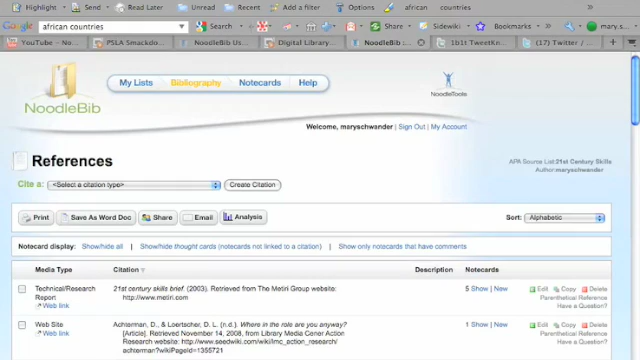 Highlight Send Unread Recent Add a filter Options african countries
Google african countries Search Share Sidewiki Bookmarks mary.s
YouTube – No... PSLA Smackdo... NoodleBib Us... Digital Library... NoodleBib : ... 1b1t TweetKn... (17) Twitter / ...
NoodleBib
My Lists Bibliography Notecards Help
NoodleTools
Welcome, maryschwander | Sign Out | My Account
References
APA Source List:21st Century Skills
Author:maryschwander
Cite a: <Select a citation type> Create Citation
Print Save As Word Doc Share Email Analysis Sort: Alphabetic
Notecard display: Show/hide all | Show/hide thought cards (notecards not linked to a citation) | Show only notecards that have comments
Media Type Citation Description Notecards
Technical/Research Report
Web link
21st century skills brief. (2003). Retrieved from The Metiri Group website:
http://www.metiri.com
5 Show | New
Edit Copy Delete
Parenthetical Reference
Have a Question?
Web Site
Web link
Achterman, D., & Loertscher, D. L. (n.d.). Where in the role are you anywhere?
[Article]. Retrieved November 14, 2008, from Library Media Cener Action
Research website: http://www.seedwiki.com/wiki/lmc_action_research/
achterman?wikiPageId=1355721
1 Show | New
Edit Copy Delete
Parenthetical Reference
Have a Question?